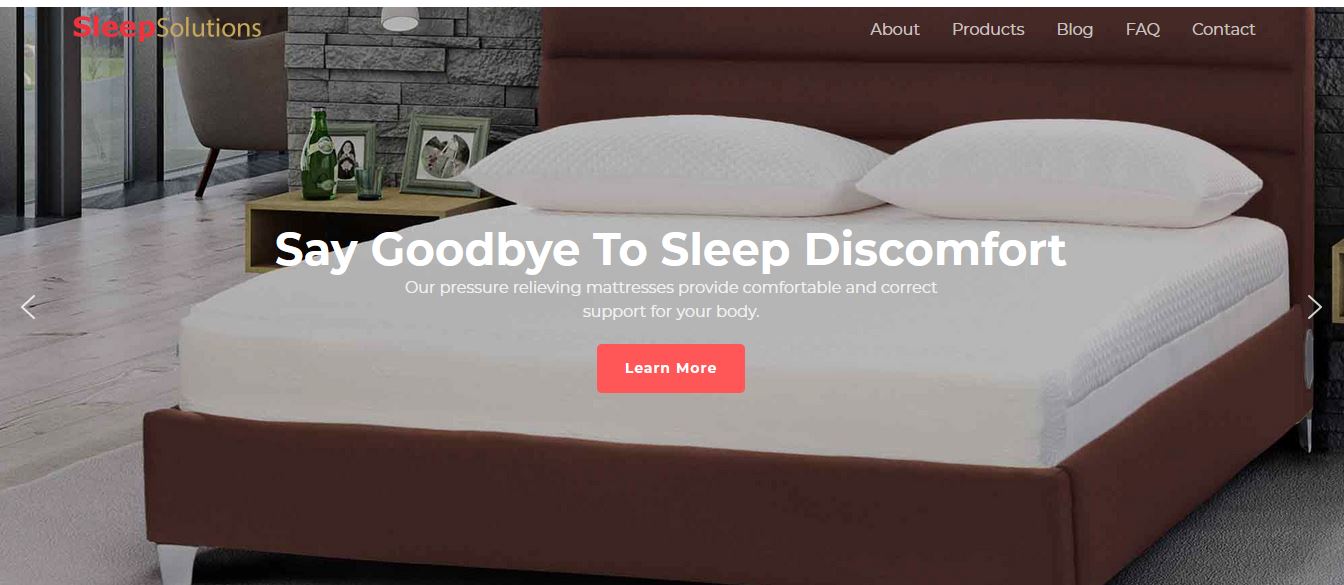 SleepSolutions
About Products Blog FAQ Contact
Say Goodbye To Sleep Discomfort
Our pressure relieving mattresses provide comfortable and correct
support for your body.
Learn More